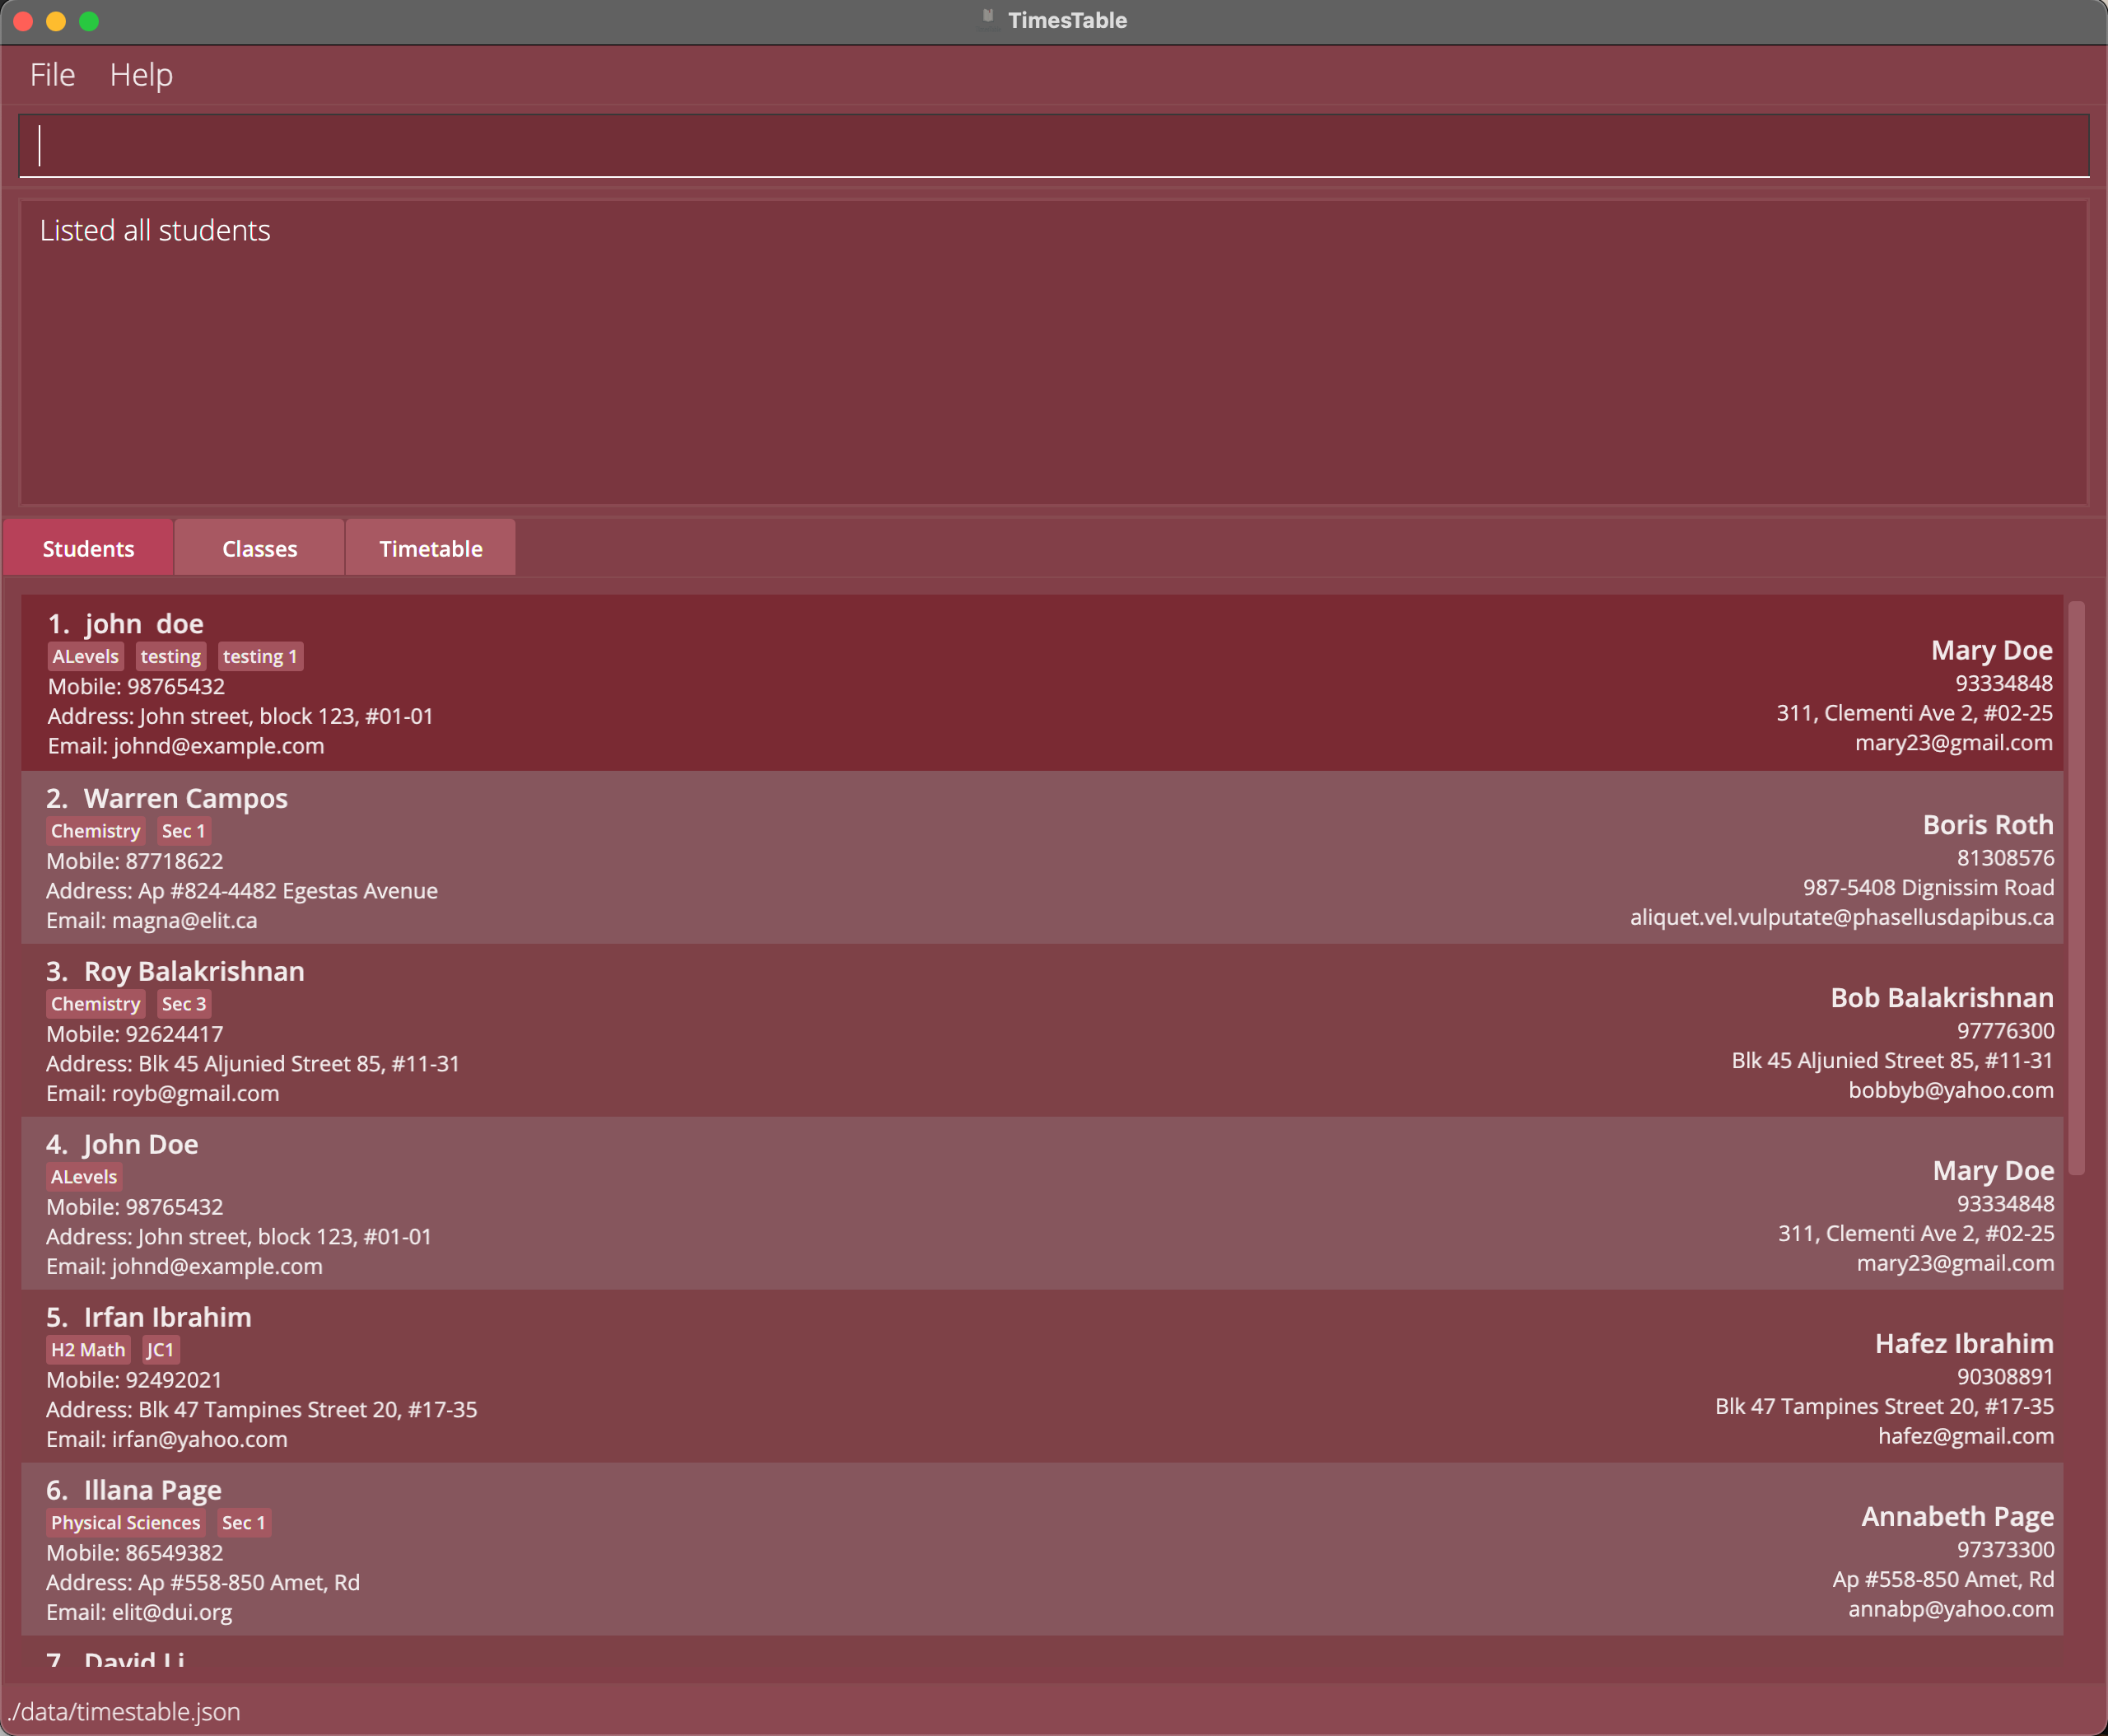 TimesTable
File Help
Listed all students
Students Classes Timetable
1. john  doe
ALevels testing testing 1
Mobile: 98765432
Address: John street, block 123, #01-01
Email: johnd@example.com
Mary Doe
93334848
311, Clementi Ave 2, #02-25
mary23@gmail.com
2. Warren Campos
Chemistry Sec 1
Mobile: 87718622
Address: Ap #824-4482 Egestas Avenue
Email: magna@elit.ca
Boris Roth
81308576
987-5408 Dignissim Road
aliquet.vel.vulputate@phasellusdapibus.ca
3. Roy Balakrishnan
Chemistry Sec 3
Mobile: 92624417
Address: Blk 45 Aljunied Street 85, #11-31
Email: royb@gmail.com
Bob Balakrishnan
97776300
Blk 45 Aljunied Street 85, #11-31
bobbyb@yahoo.com
4. John Doe
ALevels
Mobile: 98765432
Address: John street, block 123, #01-01
Email: johnd@example.com
Mary Doe
93334848
311, Clementi Ave 2, #02-25
mary23@gmail.com
5. Irfan Ibrahim
H2 Math JC1
Mobile: 92492021
Address: Blk 47 Tampines Street 20, #17-35
Email: irfan@yahoo.com
Hafez Ibrahim
90308891
Blk 47 Tampines Street 20, #17-35
hafez@gmail.com
6. Illana Page
Physical Sciences Sec 1
Mobile: 86549382
Address: Ap #558-850 Amet, Rd
Email: elit@dui.org
Annabeth Page
97373300
Ap #558-850 Amet, Rd
annabp@yahoo.com
7. David Li
./data/timestable.json